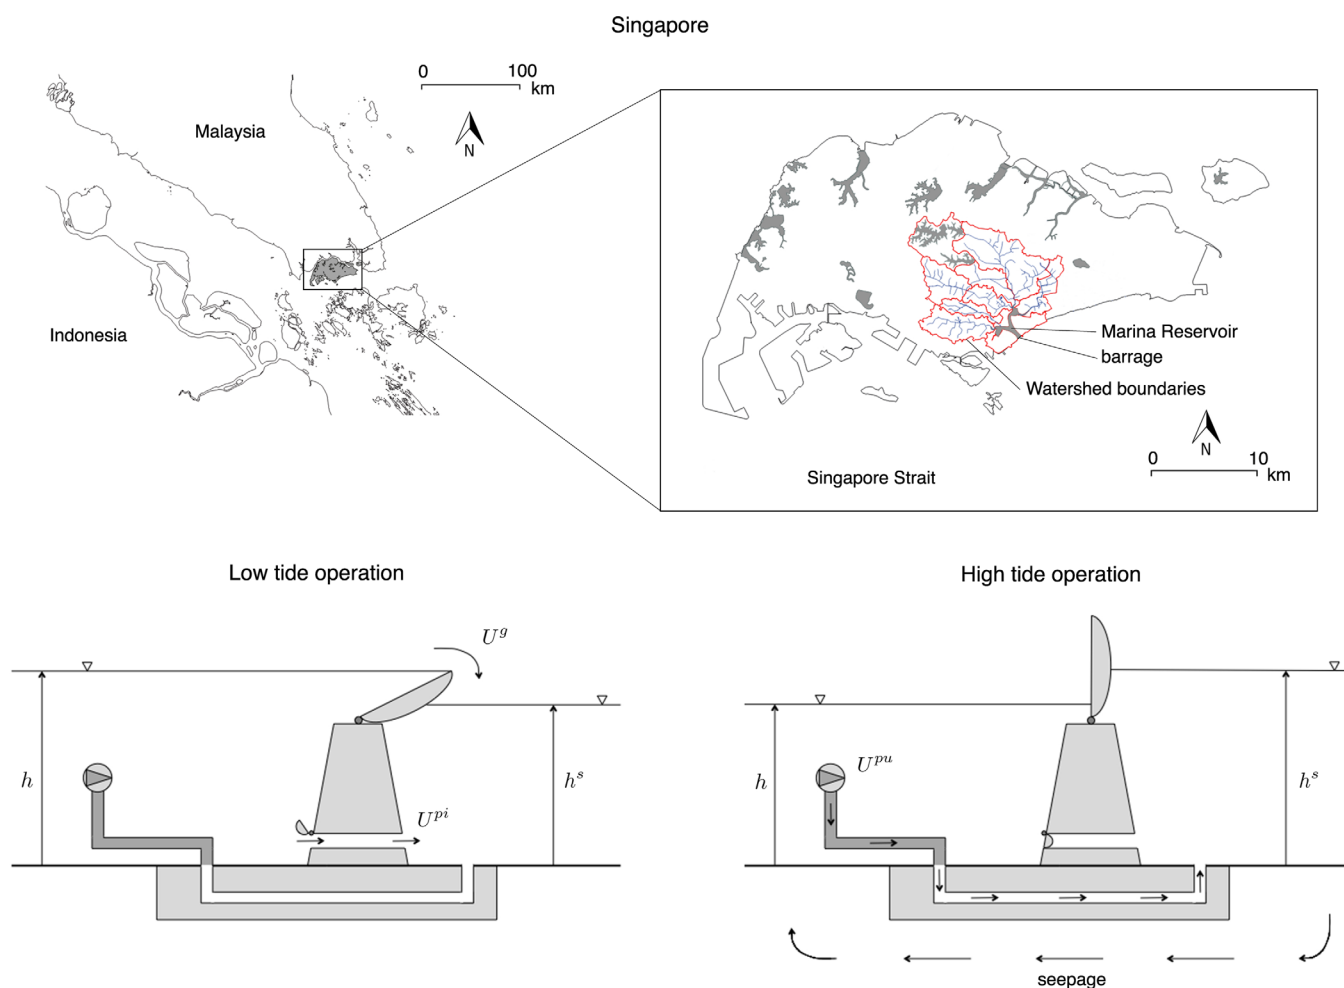 Singapore
0 100
km
Malaysia
N
Indonesia
Marina Reservoir
barrage
Watershed boundaries
N
0 10
km
Singapore Strait
Low tide operation
U^g
h
h^s
U^{pi}
High tide operation
h
U^{pu}
h^s
seepage